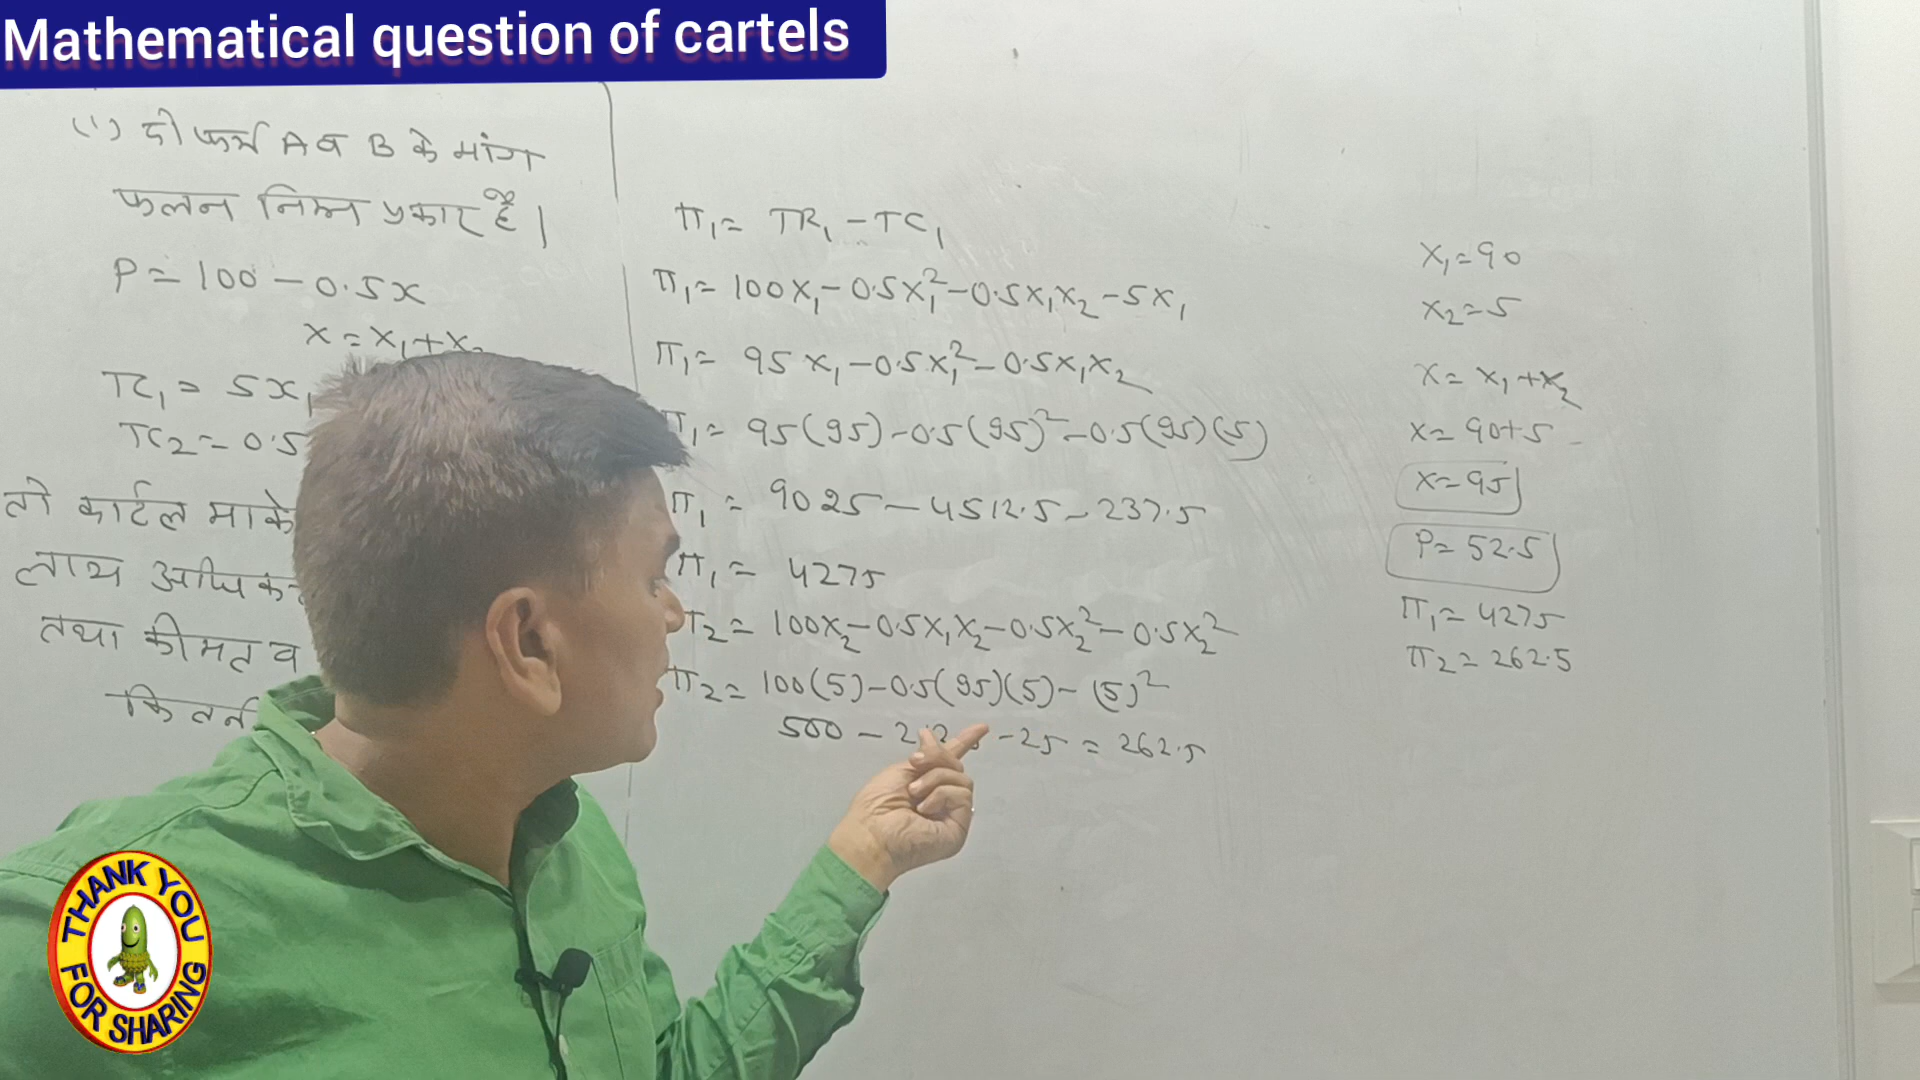 Mathematical question of cartels
(1) दो फर्म A व B के मांग
फलन निम्न प्रकार है।
P = 100 - 0.5x
x = x₁ + x
TC₁ = 5x₁
TC₂ = 0.5
तो कार्टल मार्के
लाभ अधिक
तथा कीमत व
कितनी
π₁ = TR₁ - TC₁
π₁ = 100x₁ - 0.5x₁² - 0.5x₁x₂ - 5x₁
π₁ = 95x₁ - 0.5x₁² - 0.5x₁x₂
π₁ = 95(95) - 0.5(95)² - 0.5(95)(5)
π₁ = 9025 - 4512.5 - 237.5
π₁ = 4275
π₂ = 100x₂ - 0.5x₁x₂ - 0.5x₂² - 0.5x₂²
π₂ = 100(5) - 0.5(95)(5) - (5)²
500 - - 25 = 262.5
x₁ = 90
x₂ = 5
x = x₁ + x₂
x = 90 + 5
x = 95
P = 52.5
π₁ = 4275
π₂ = 262.5
THANK YOU
FOR SHARING